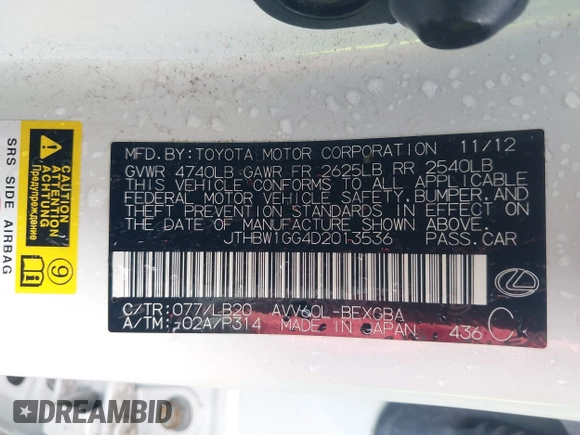 MFD. BY: TOYOTA MOTOR CORPORATION 11/12
GVWR 4740LB GAWR FR 2625LB RR 2540LB
THIS VEHICLE CONFORMS TO ALL APPLICABLE
FEDERAL MOTOR VEHICLE SAFETY, BUMPER, AND
THEFT PREVENTION STANDARDS IN EFFECT ON
THE DATE OF MANUFACTURE SHOWN ABOVE.
JTHBW1GG4D2013536 PASS. CAR
C/TR: 077/LB20 AVV60L-BEXGBA
A/TM: -02A/P314 MADE IN JAPAN 436 C
SRS SIDE AIRBAG
CAUTION
ATTENTION
ACHTUNG
Предупреждение
9
DREAMBID